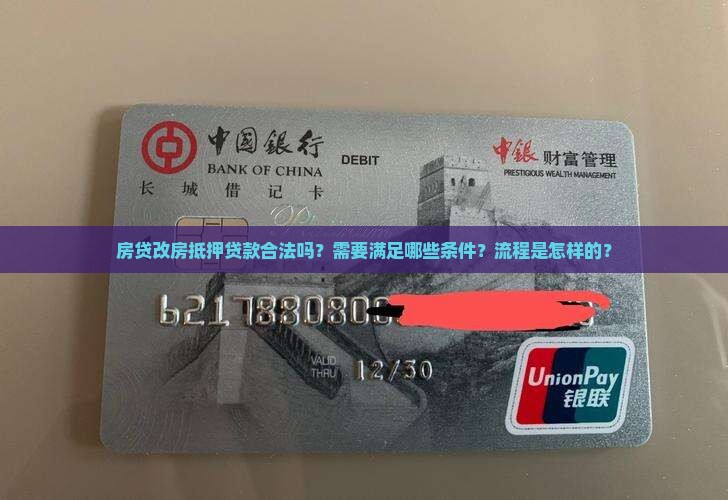 中国银行
BANK OF CHINA
DEBIT
长城借记卡
中银 财富管理
PRESTIGIOUS WEALTH MANAGEMENT
房贷改房抵押贷款合法吗？需要满足哪些条件？流程是怎样的？
621788080
VALID
THRU 12/30
UnionPay
银联